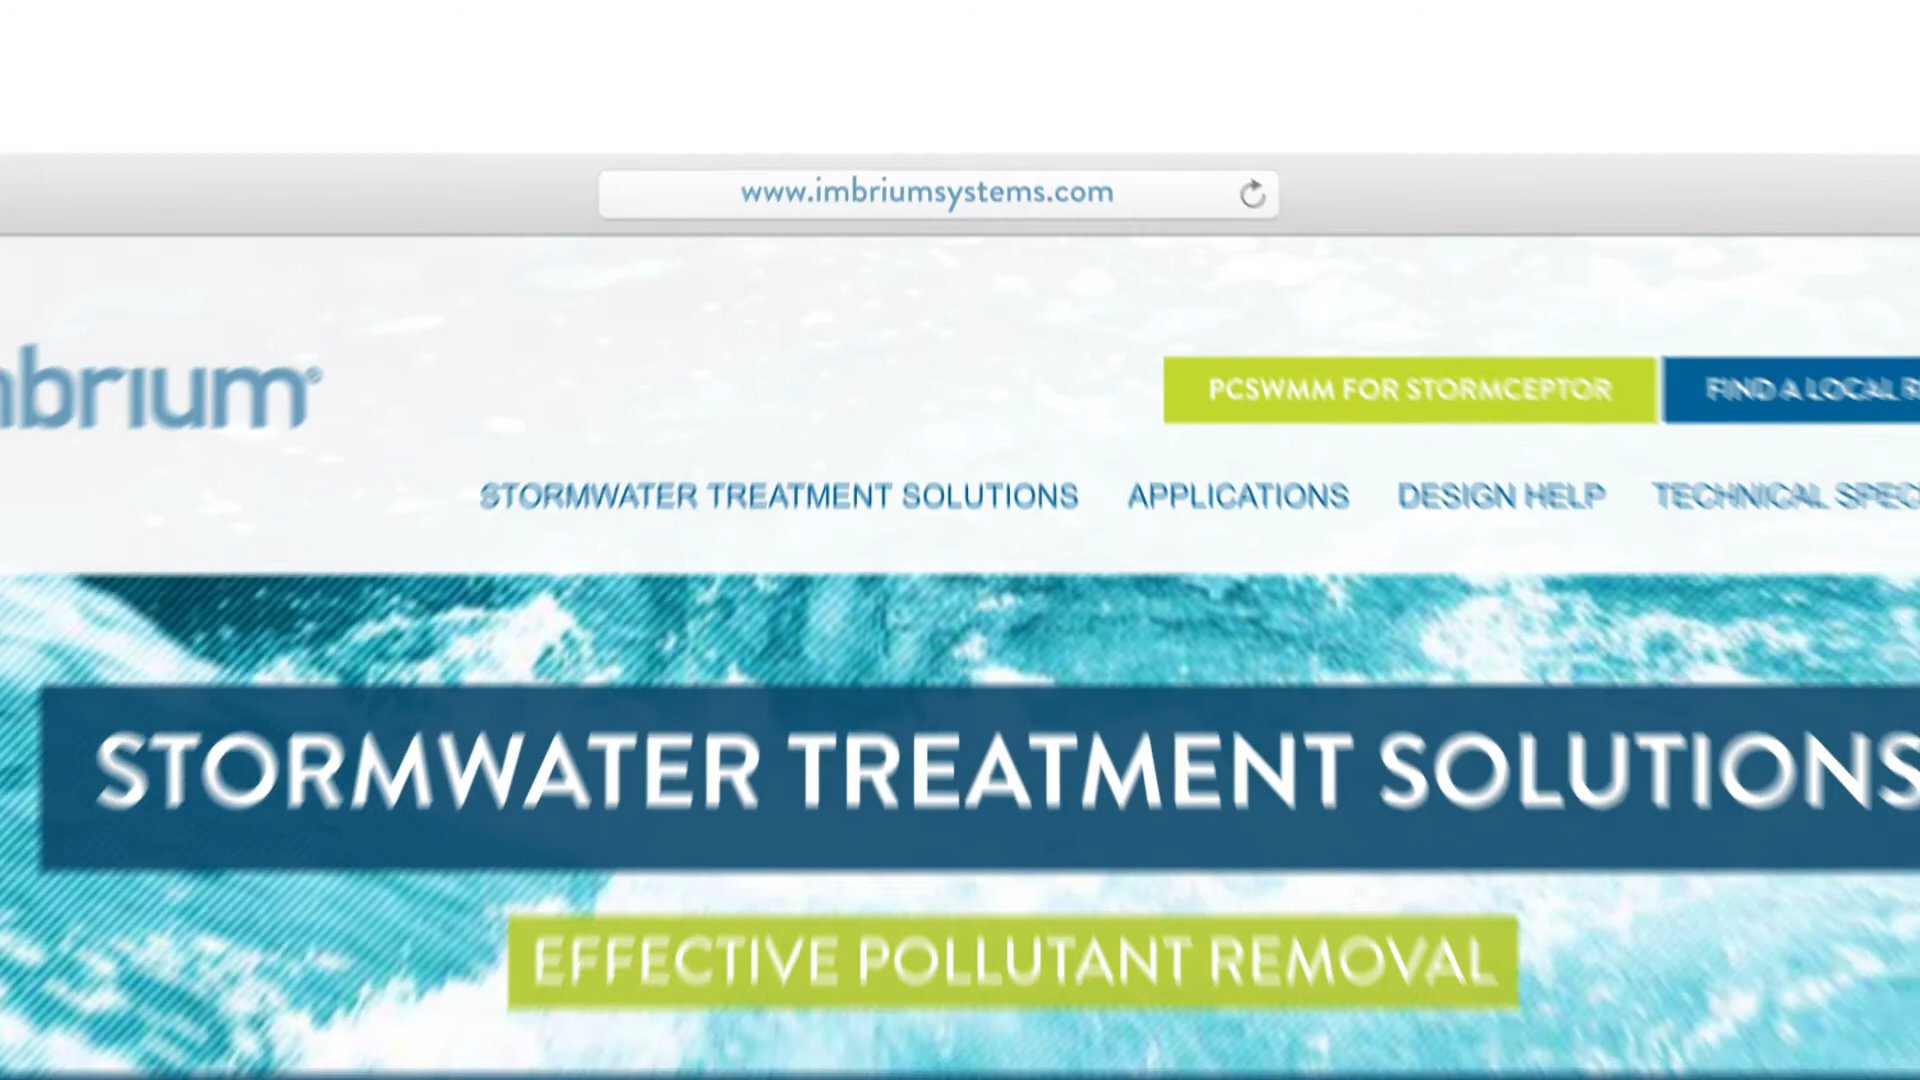 www.imbriumsystems.com
brium®
PCSWMM FOR STORMCEPTOR
FIND A LOCAL
STORMWATER TREATMENT SOLUTIONS
APPLICATIONS
DESIGN HELP
TECHNICAL SPEC
STORMWATER TREATMENT SOLUTIONS
EFFECTIVE POLLUTANT REMOVAL